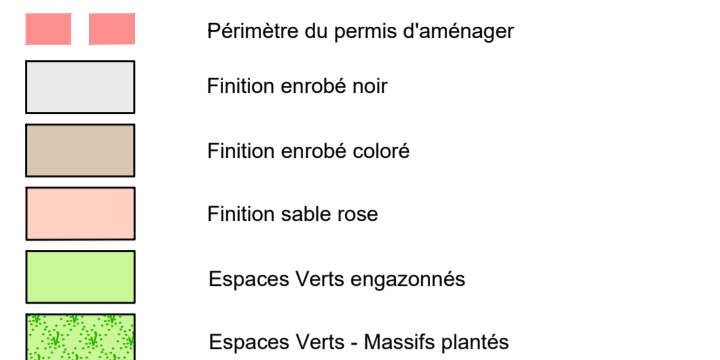 Périmètre du permis d'aménager
Finition enrobé noir
Finition enrobé coloré
Finition sable rose
Espaces Verts engazonnés
Espaces Verts - Massifs plantés